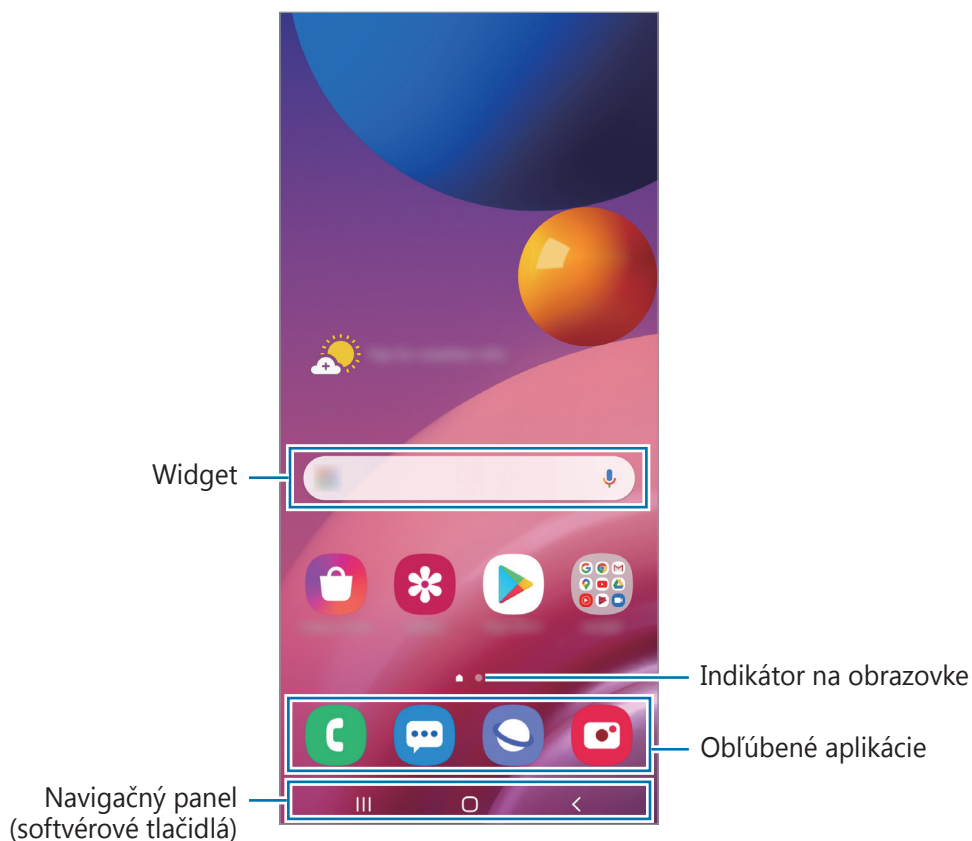 Widget
Indikátor na obrazovke
Obľúbené aplikácie
Navigačný panel
(softvérové tlačidlá)